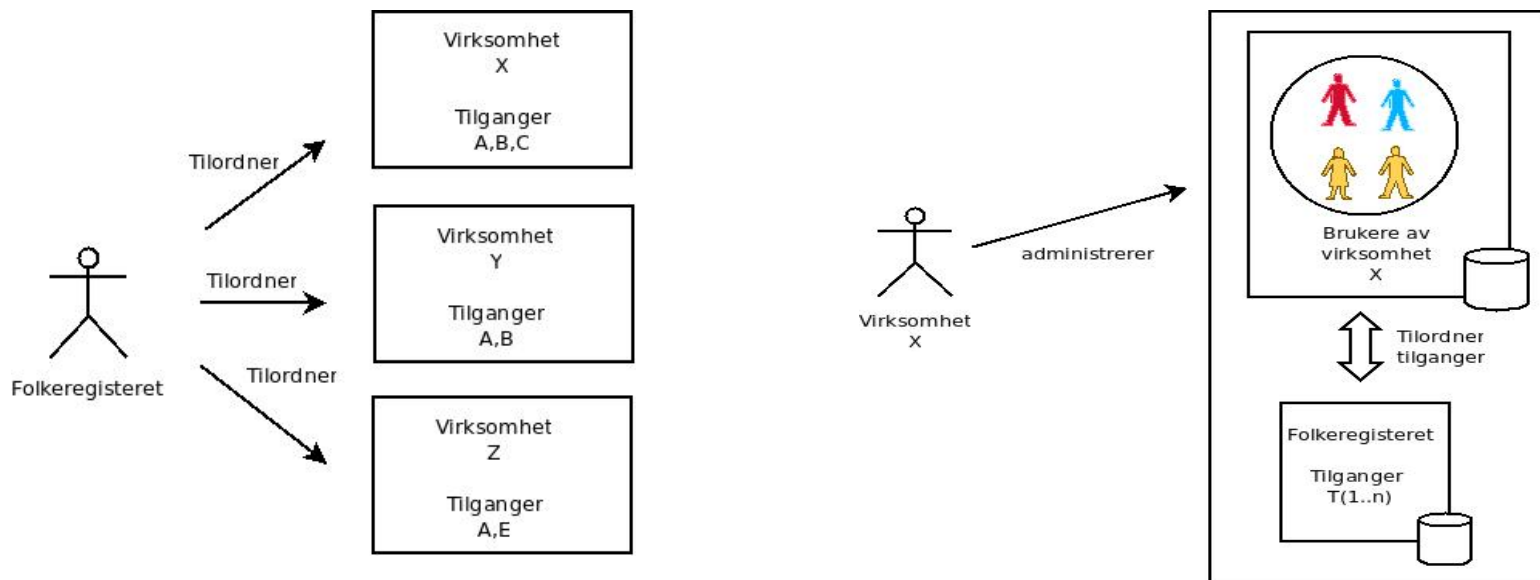 Virksomhet
X
Tilganger
A,B,C
Tilordner
Virksomhet
Y
Tilganger
A,B
Tilordner
Folkeregisteret
Tilordner
Virksomhet
Z
Tilganger
A,E
Virksomhet
X
administrerer
Brukere av
virksomhet
X
Tilordner
tilganger
Folkeregisteret
Tilganger
T(1..n)